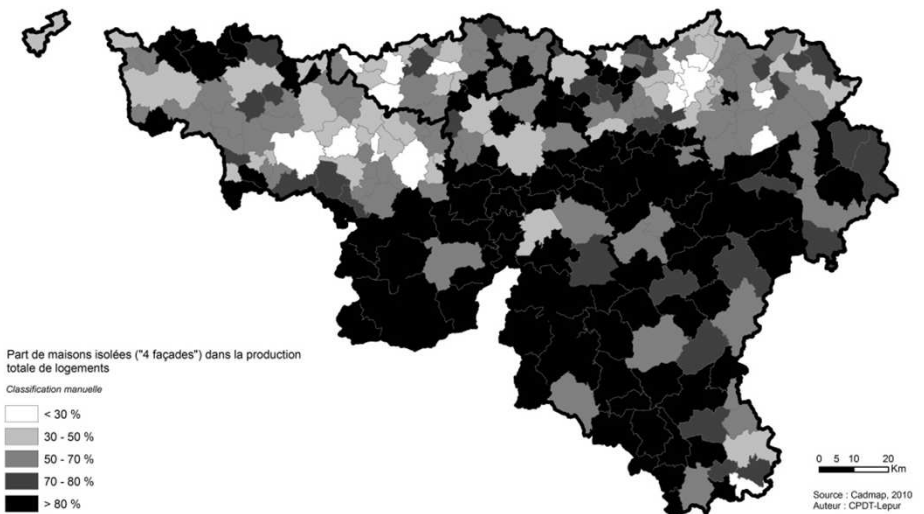 Part de maisons isolées ("4 façades") dans la production
totale de logements
Classification manuelle
< 30 %
30 - 50 %
50 - 70 %
70 - 80 %
> 80 %
0 5 10 20
Km
Source : Cadmap, 2010
Auteur : CPDT-Lepur